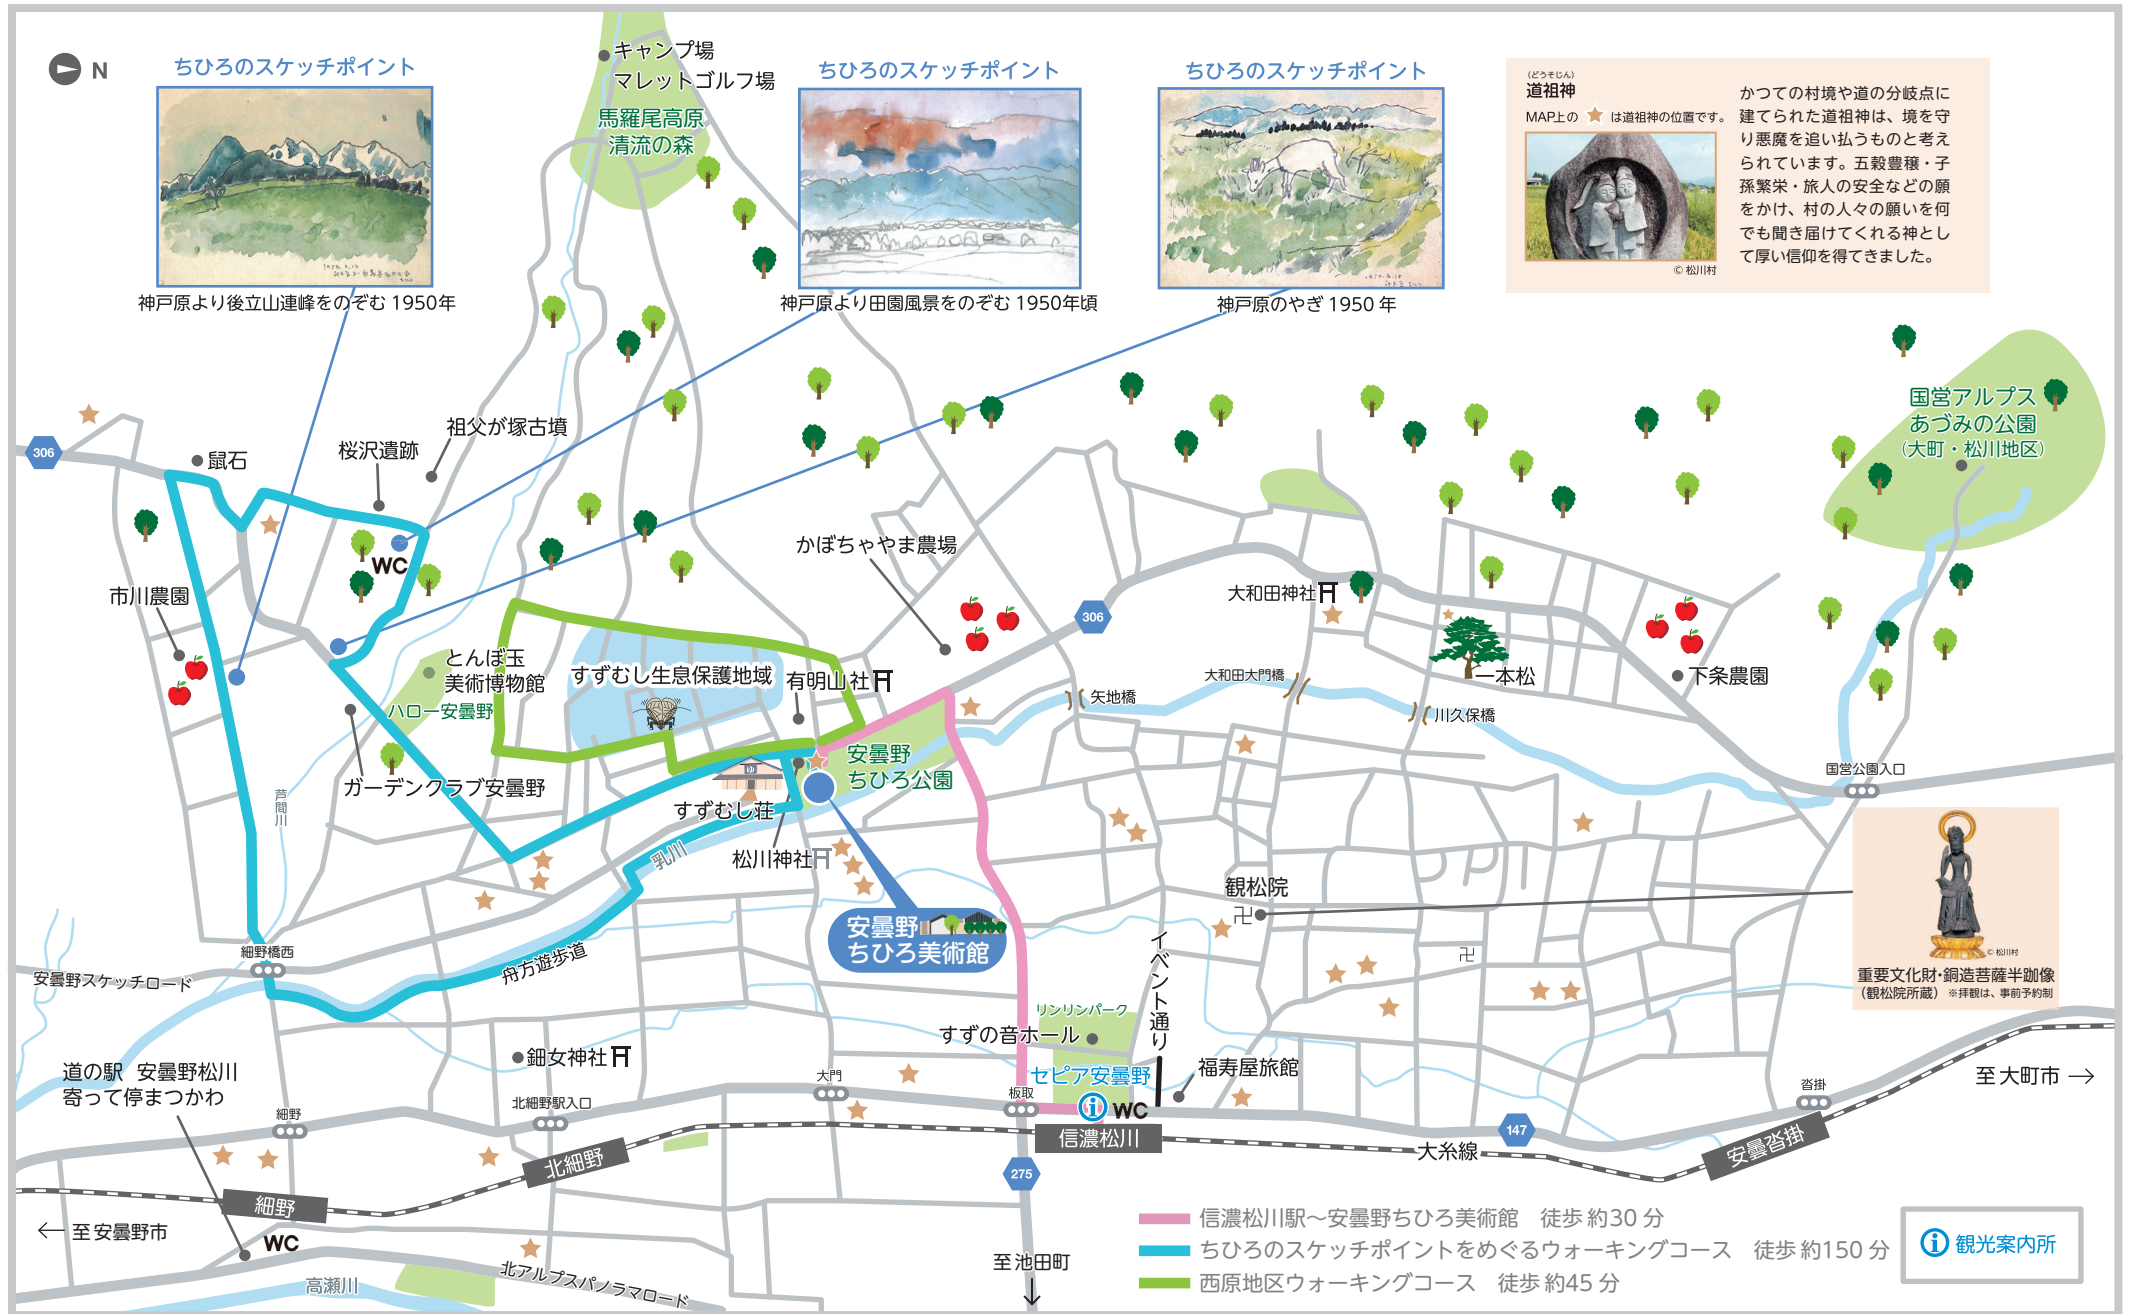 N
ちひろのスケッチポイント
神戸原より後立山連峰をのぞむ 1950年
キャンプ場
マレットゴルフ場
馬羅尾高原
清流の森
ちひろのスケッチポイント
神戸原より田園風景をのぞむ 1950年頃
ちひろのスケッチポイント
神戸原のやぎ 1950 年
(どうそじん)
道祖神
MAP上の は道祖神の位置です。
© 松川村
かつての村境や道の分岐点に
建てられた道祖神は、境を守
り悪魔を追い払うものと考え
られています。五穀豊穣・子
孫繁栄・旅人の安全などの願
をかけ、村の人々の願いを何
でも聞き届けてくれる神とし
て厚い信仰を得てきました。
国営アルプス
あづみの公園
(大町・松川地区)
306
鼠石
桜沢遺跡
祖父が塚古墳
WC
市川農園
かぼちゃやま農場
306
大和田神社
一本松
下条農園
とんぼ玉
美術博物館
ハロー安曇野
すずむし生息保護地域
有明山社
大和田大門橋
矢地橋
川久保橋
国営公園入口
ガーデンクラブ安曇野
芦間川
ゆ
すずむし荘
安曇野
ちひろ公園
松川神社
乳川
安曇野
ちひろ美術館
観松院
卍
卍
© 松川村
重要文化財・銅造菩薩半跏像
(観松院所蔵) ※拝観は、事前予約制
細野橋西
安曇野スケッチロード
舟方遊歩道
イベント通り
リンリンパーク
すずの音ホール
セピア安曇野
福寿屋旅館
道の駅 安曇野松川
寄って停まつかわ
鈿女神社
大門
板取
i
WC
北細野駅入口
細野
沓掛
至 大町市 →
信濃松川
147
大糸線
安曇沓掛
北細野
細野
275
← 至 安曇野市
WC
至 池田町
↓
北アルプスパノラマロード
高瀬川
信濃松川駅〜安曇野ちひろ美術館 徒歩 約30 分
ちひろのスケッチポイントをめぐるウォーキングコース 徒歩 約150 分
西原地区ウォーキングコース 徒歩 約45 分
i 観光案内所